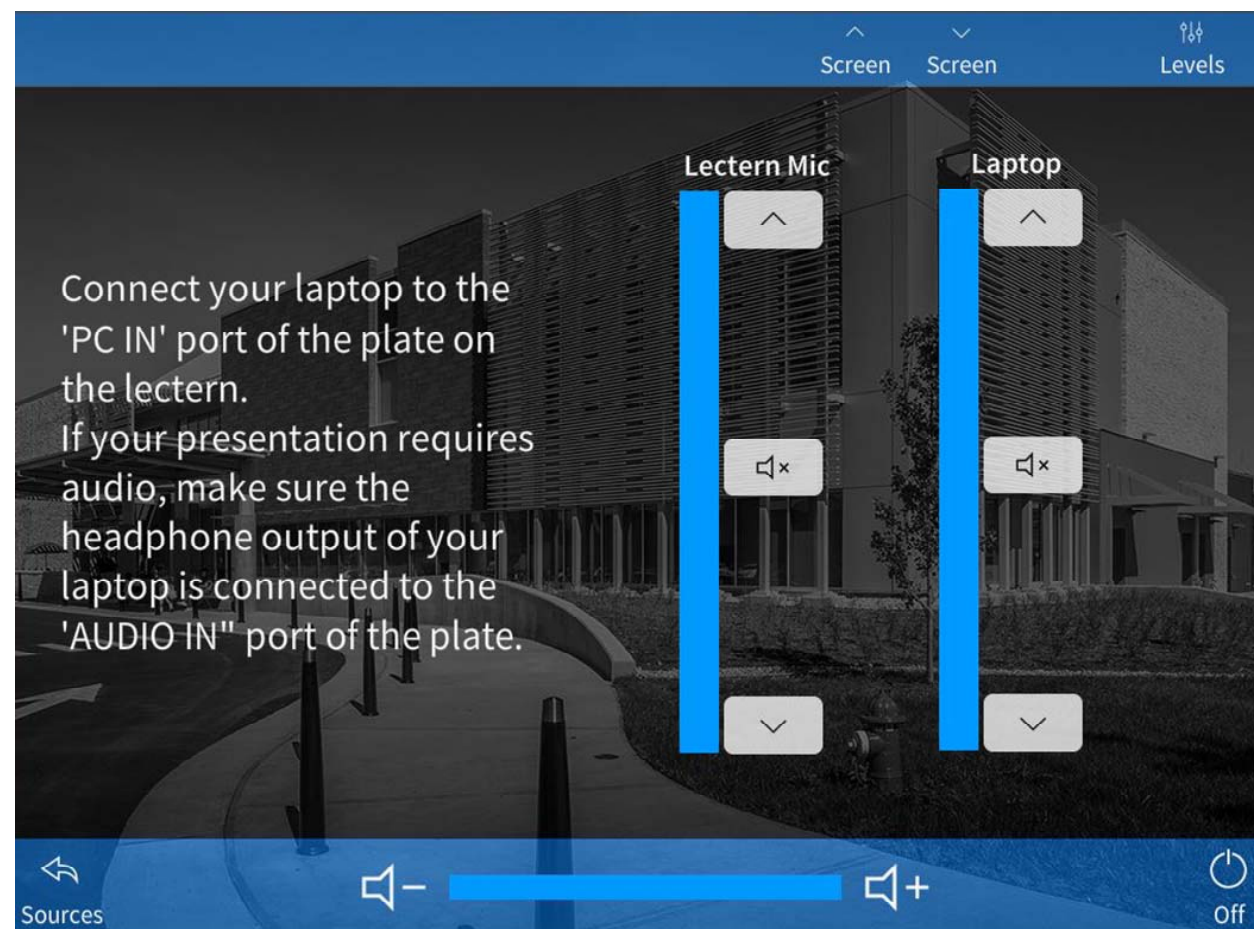 Screen Screen Levels
Lectern Mic Laptop
Connect your laptop to the
'PC IN' port of the plate on
the lectern.
If your presentation requires
audio, make sure the
headphone output of your
laptop is connected to the
'AUDIO IN" port of the plate.
Sources Off